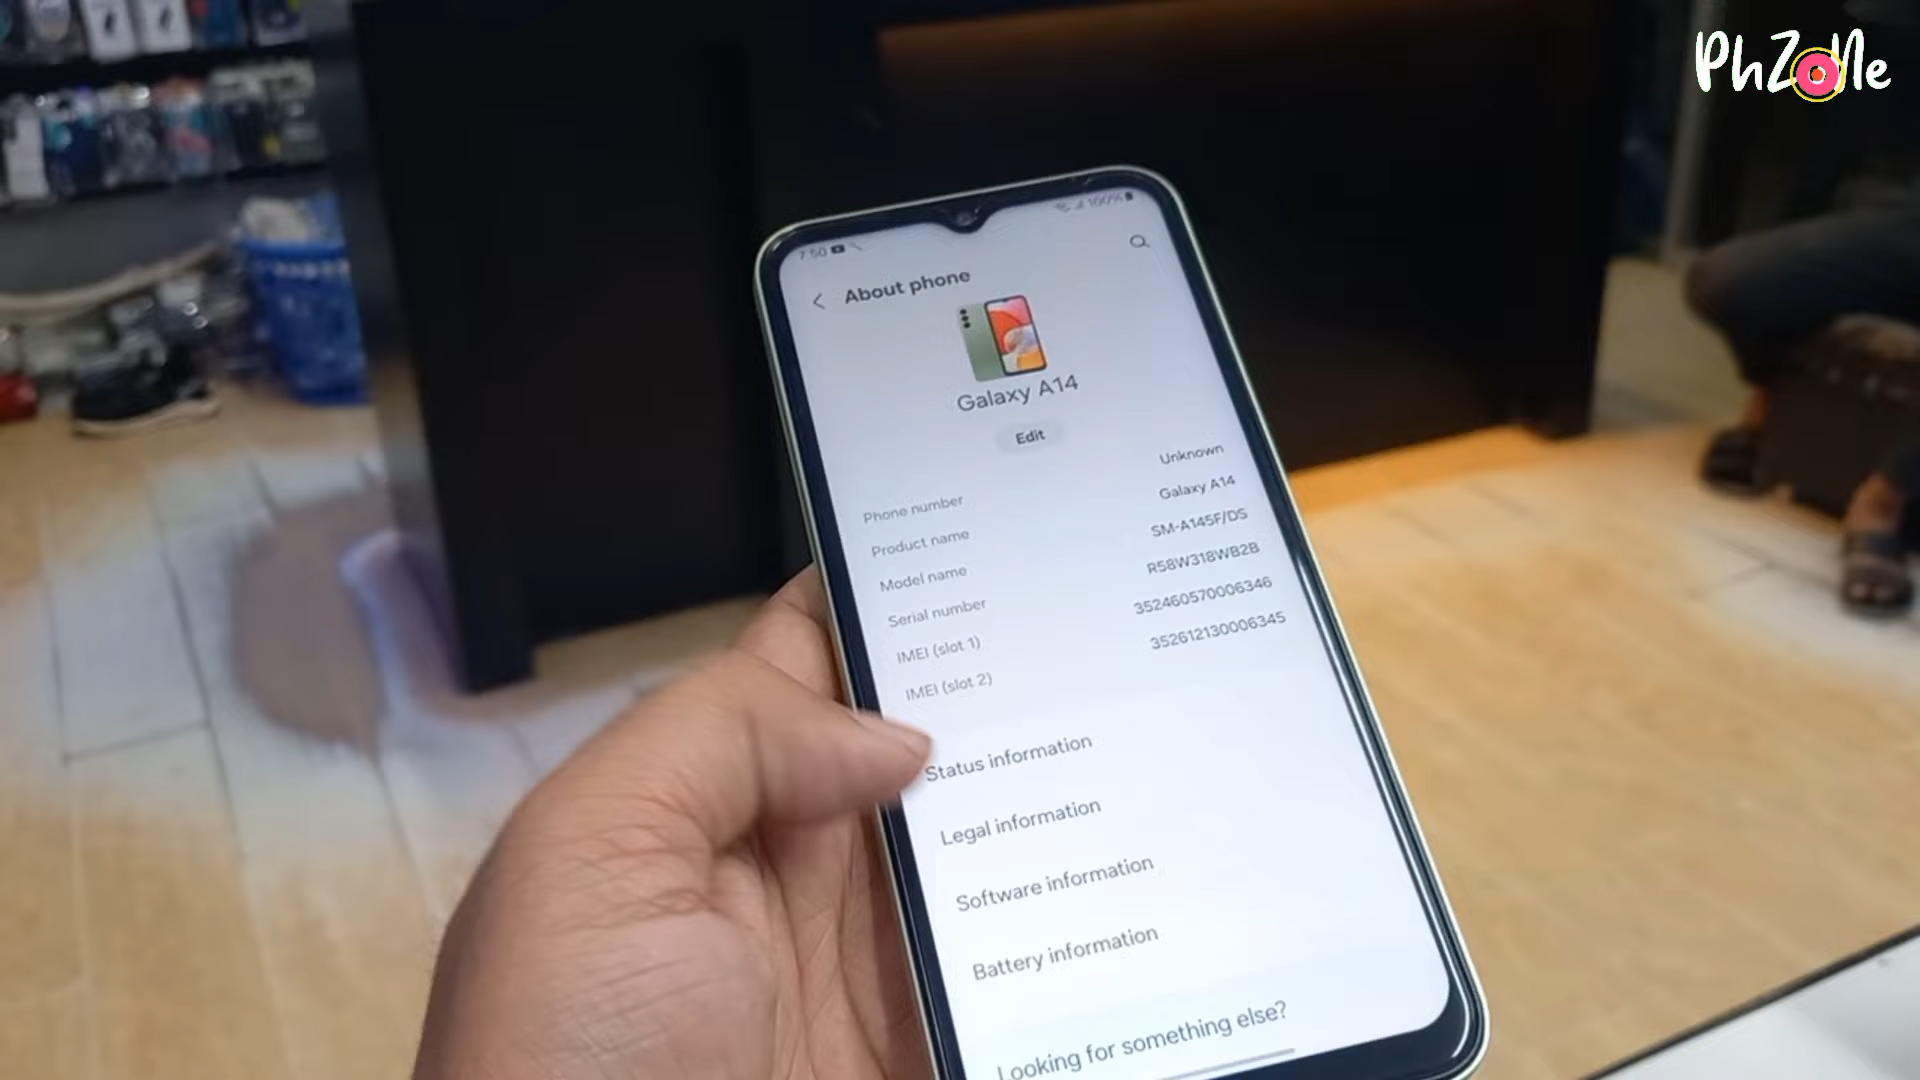 PhZoNe
7:50
100%
About phone
Galaxy A14
Edit
Phone number Unknown
Product name Galaxy A14
Model name SM-A145F/DS
Serial number R58W318WB2B
IMEI (slot 1) 352460570006346
IMEI (slot 2) 352612130006345
Status information
Legal information
Software information
Battery information
Looking for something else?